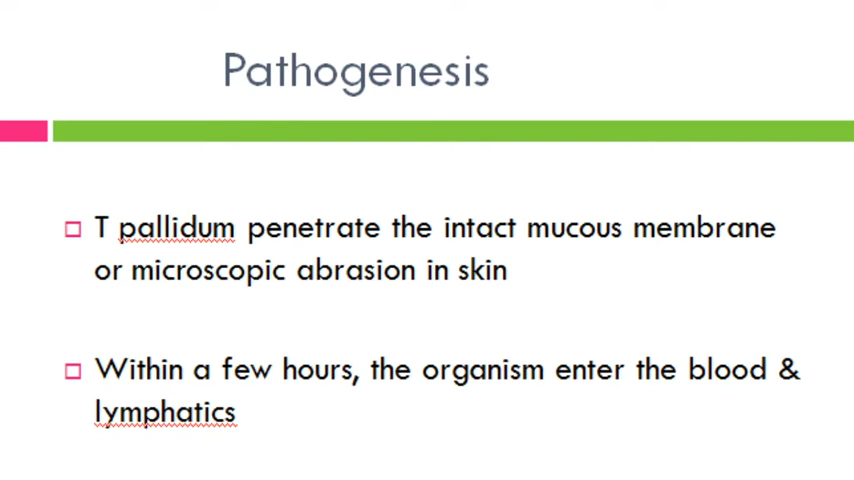 Pathogenesis
T pallidum penetrate the intact mucous membrane
or microscopic abrasion in skin
Within a few hours, the organism enter the blood &
lymphatics